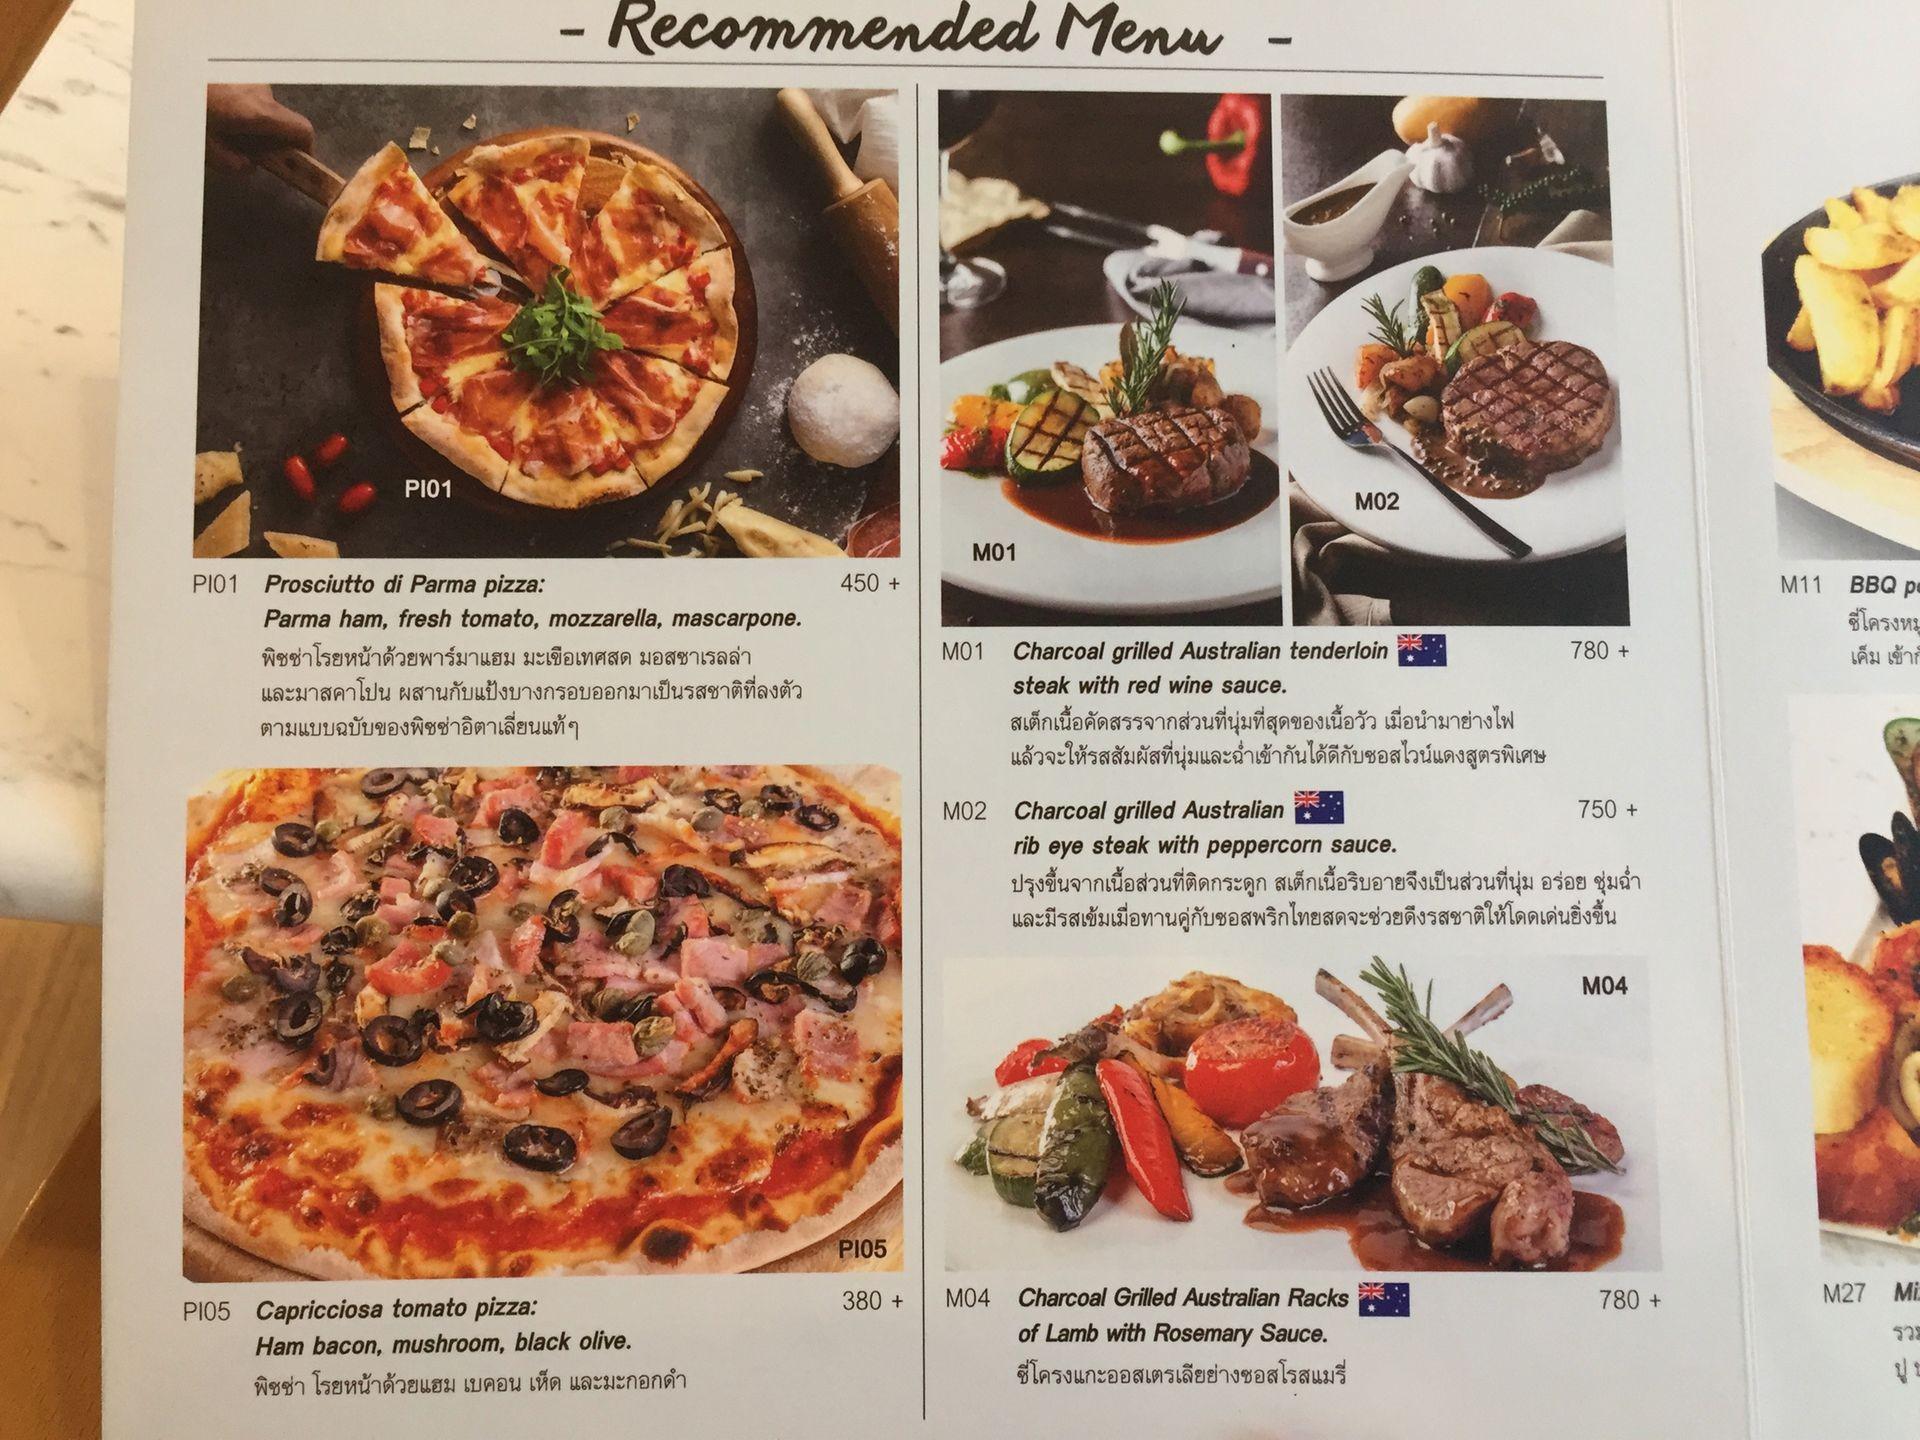 - Recommended Menu -
PI01
PI01 Prosciutto di Parma pizza: 450 +
Parma ham, fresh tomato, mozzarella, mascarpone.
พิซซ่าโรยหน้าด้วยพาร์มาแฮม มะเขือเทศสด มอสซาเรลล่า
และมาสคาโปน ผสานกับแป้งบางกรอบออกมาเป็นรสชาติที่ลงตัว
ตามแบบฉบับของพิซซ่าอิตาเลี่ยนแท้ๆ
PI05
PI05 Capricciosa tomato pizza: 380 +
Ham bacon, mushroom, black olive.
พิซซ่า โรยหน้าด้วยแฮม เบคอน เห็ด และมะกอกดำ
M01
M02
M01 Charcoal grilled Australian tenderloin 780 +
steak with red wine sauce.
สเต็กเนื้อคัดสรรจากส่วนที่นุ่มที่สุดของเนื้อวัว เมื่อนำมาย่างไฟ
แล้วจะให้รสสัมผัสที่นุ่มและฉ่ำเข้ากันได้ดีกับซอสไวน์แดงสูตรพิเศษ
M02 Charcoal grilled Australian 750 +
rib eye steak with peppercorn sauce.
ปรุงขึ้นจากเนื้อส่วนที่ติดกระดูก สเต็กเนื้อริบอายจึงเป็นส่วนที่นุ่ม อร่อย ชุ่มฉ่ำ
และมีรสเข้มเมื่อทานคู่กับซอสพริกไทยสดจะช่วยดึงรสชาติให้โดดเด่นยิ่งขึ้น
M04
M04 Charcoal Grilled Australian Racks 780 +
of Lamb with Rosemary Sauce.
ซี่โครงแกะออสเตรเลียย่างซอสโรสแมรี่
M11 BBQ
ซี่โครงหมู
เค็ม
M27